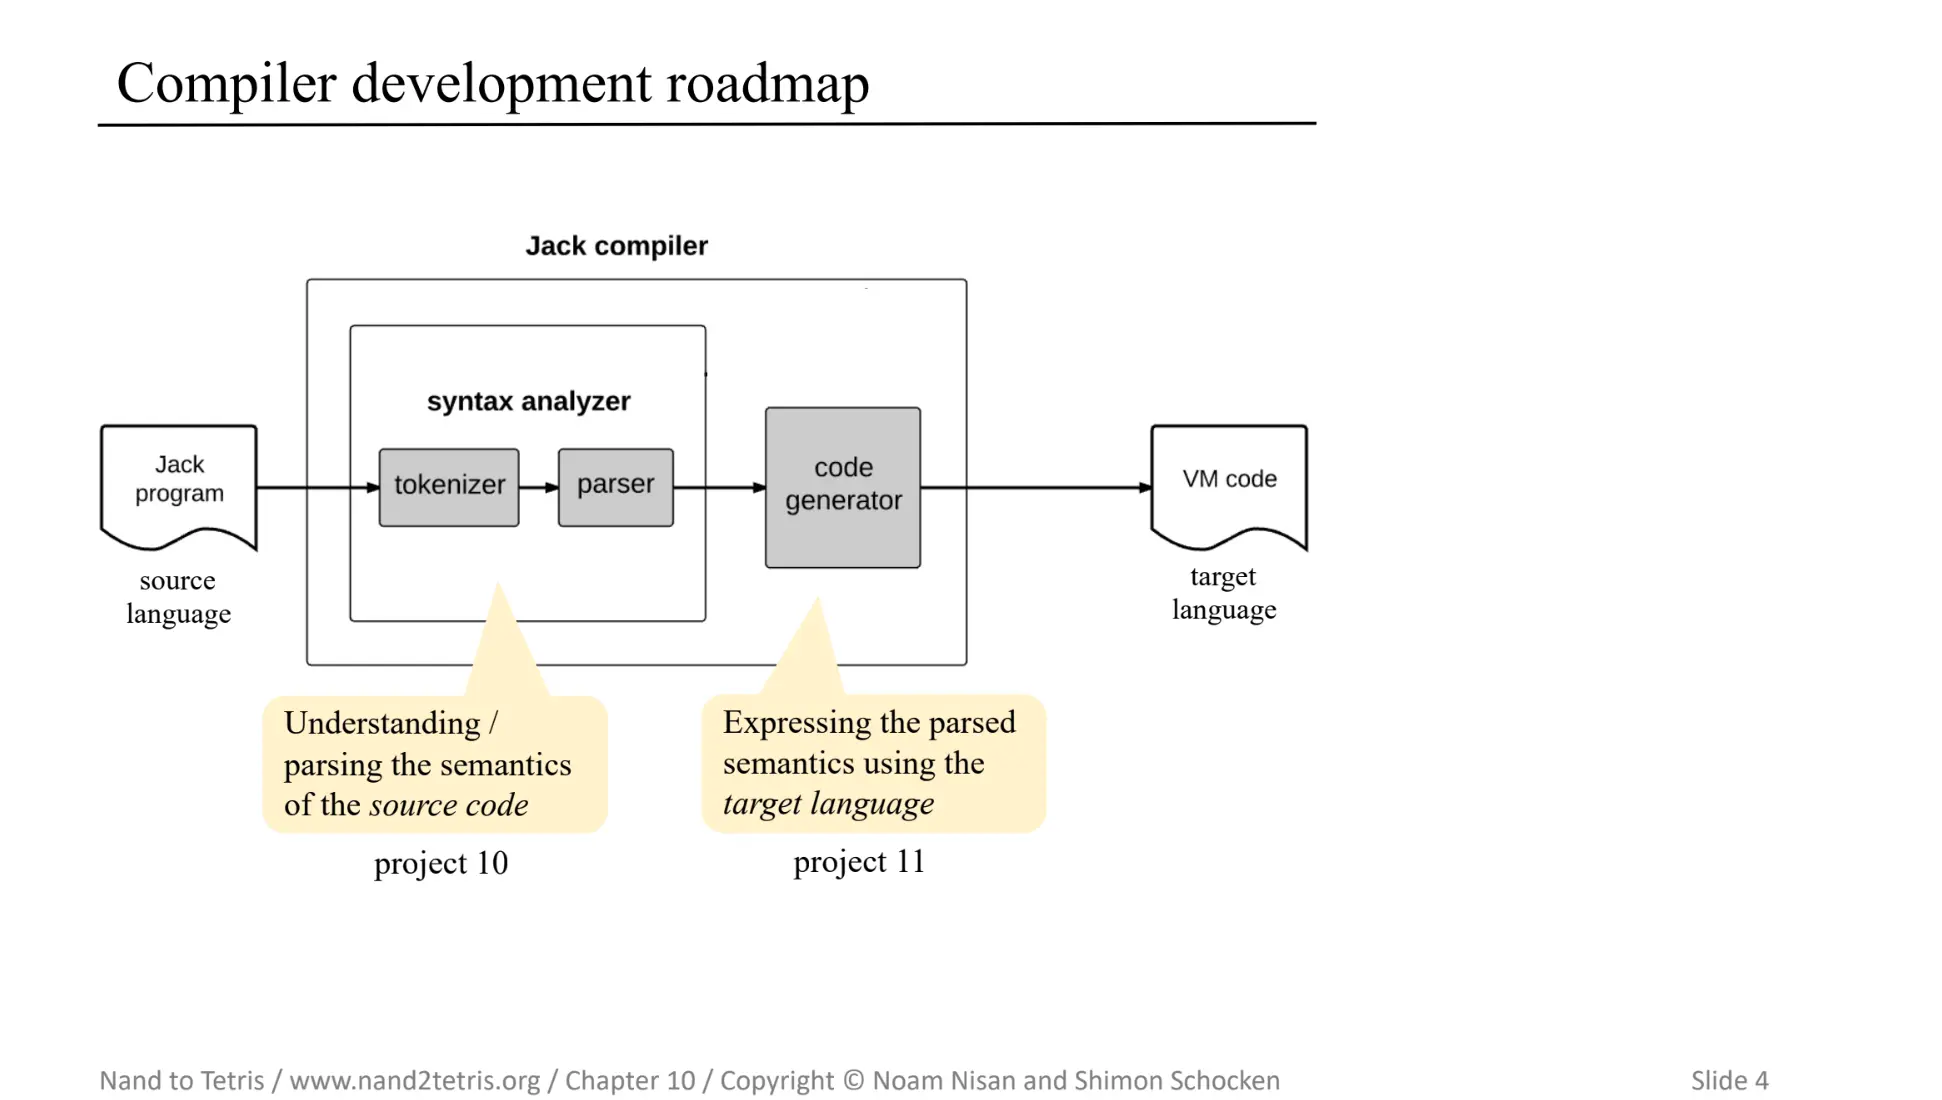 Compiler development roadmap
Jack compiler
syntax analyzer
Jack
program
tokenizer
parser
code
generator
VM code
source
language
target
language
Understanding /
parsing the semantics
of the source code
project 10
Expressing the parsed
semantics using the
target language
project 11
Nand to Tetris / www.nand2tetris.org / Chapter 10 / Copyright © Noam Nisan and Shimon Schocken
Slide 4